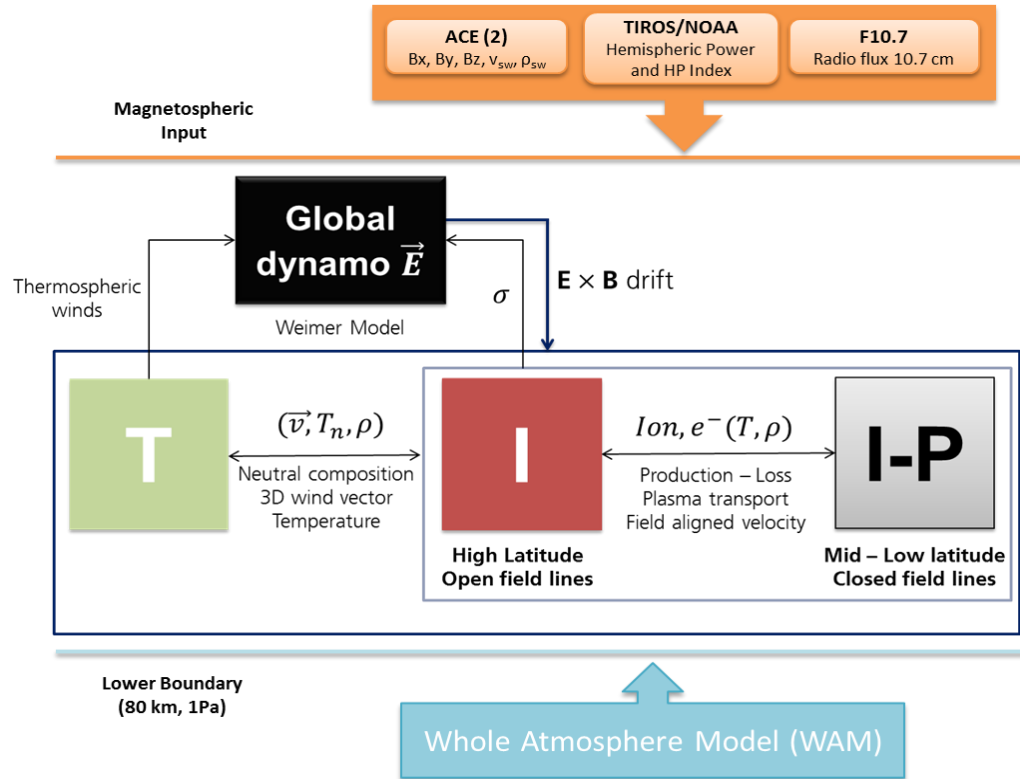 ACE (2)
Bx, By, Bz, v_sw, ρ_sw
TIROS/NOAA
Hemispheric Power
and HP Index
F10.7
Radio flux 10.7 cm
Magnetospheric
Input
Global
dynamo E⃗
Thermospheric
winds
Weimer Model
σ
E × B drift
T
(v⃗, T_n, ρ)
Neutral composition
3D wind vector
Temperature
I
High Latitude
Open field lines
Ion, e⁻ (T, ρ)
Production – Loss
Plasma transport
Field aligned velocity
I-P
Mid – Low latitude
Closed field lines
Lower Boundary
(80 km, 1Pa)
Whole Atmosphere Model (WAM)